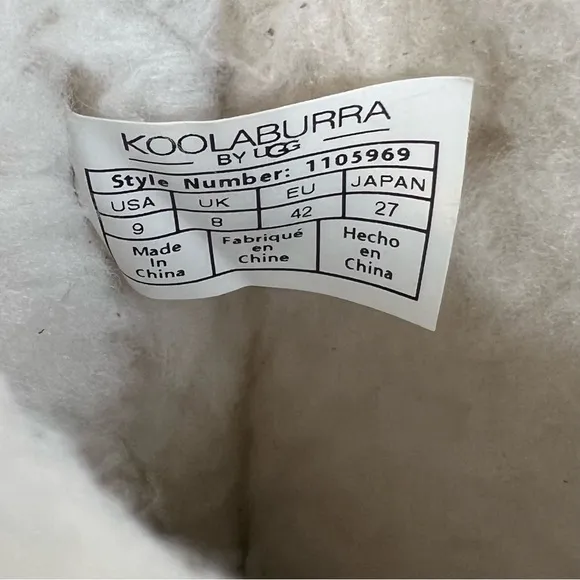 KOOLABURRA
BY UGG
Style Number: 1105969
USA UK EU JAPAN
9 8 42 27
Made In China
Fabriqué en Chine
Hecho en China